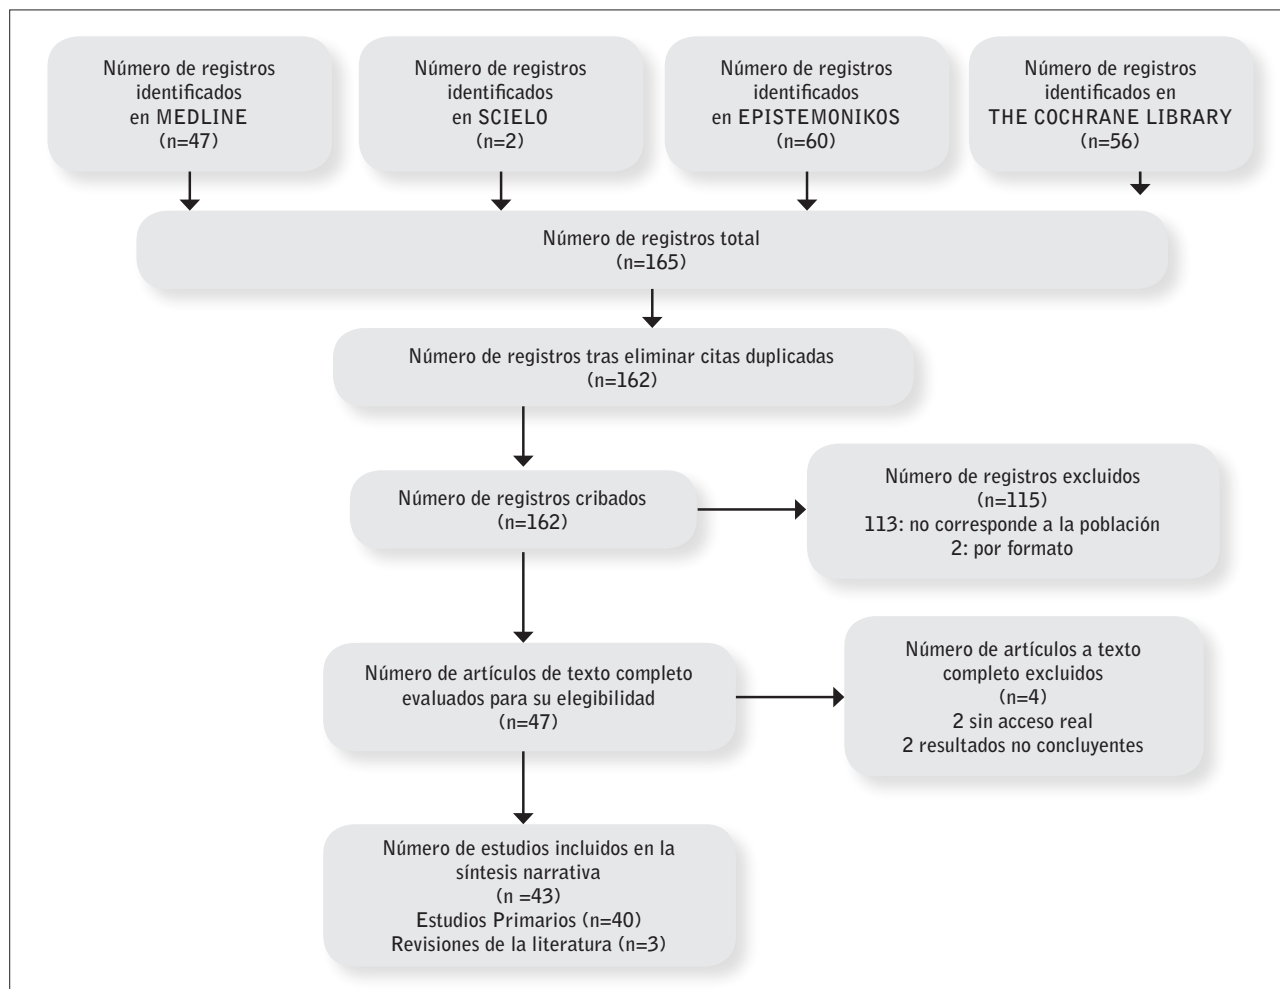 Número de registros
identificados
en MEDLINE
(n=47)
Número de registros
identificados
en SCIELO
(n=2)
Número de registros
identificados
en EPISTEMONIKOS
(n=60)
Número de registros
identificados en
THE COCHRANE LIBRARY
(n=56)
Número de registros total
(n=165)
Número de registros tras eliminar citas duplicadas
(n=162)
Número de registros cribados
(n=162)
Número de registros excluidos
(n=115)
113: no corresponde a la población
2: por formato
Número de artículos de texto completo
evaluados para su elegibilidad
(n=47)
Número de artículos a texto
completo excluidos
(n=4)
2 sin acceso real
2 resultados no concluyentes
Número de estudios incluidos en la
síntesis narrativa
(n =43)
Estudios Primarios (n=40)
Revisiones de la literatura (n=3)